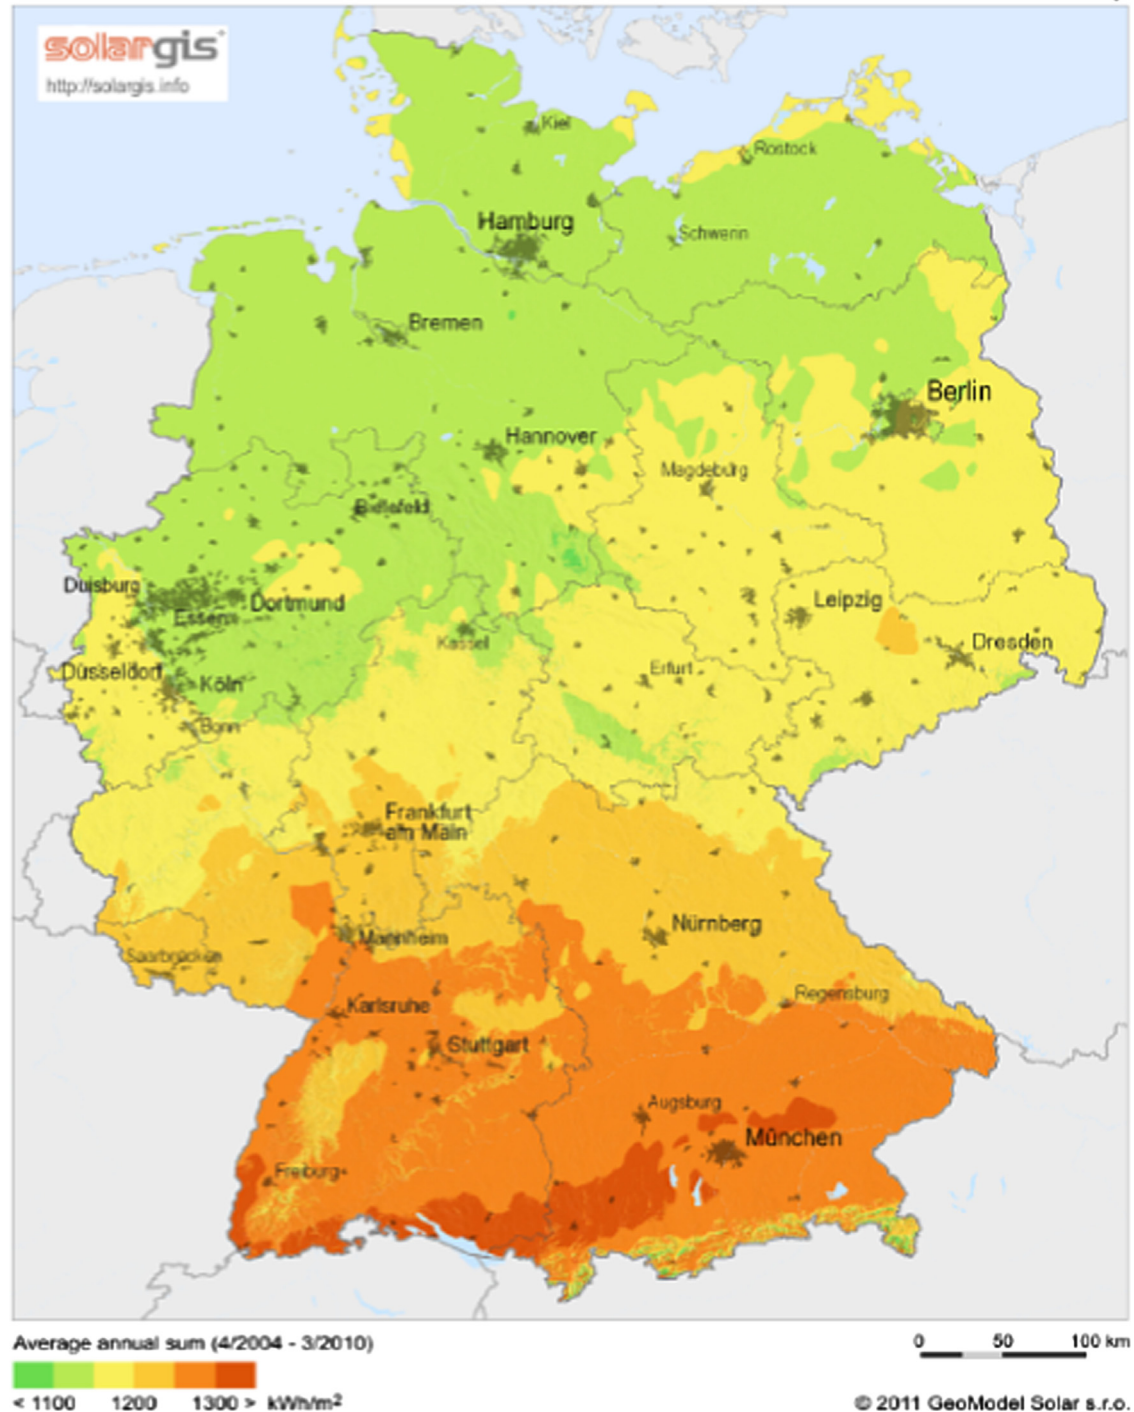 solargis
http://solargis.info
Kiel
Rostock
Hamburg
Schwerin
Bremen
Berlin
Hannover
Magdeburg
Bielefeld
Duisburg
Essen
Dortmund
Leipzig
Dresden
Kassel
Düsseldorf
Köln
Erfurt
Bonn
Frankfurt
am Main
Nürnberg
Mannheim
Saarbrücken
Regensburg
Karlsruhe
Stuttgart
Augsburg
München
Freiburg
Average annual sum (4/2004 - 3/2010)
0 50 100 km
< 1100 1200 1300 > kWh/m²
© 2011 GeoModel Solar s.r.o.